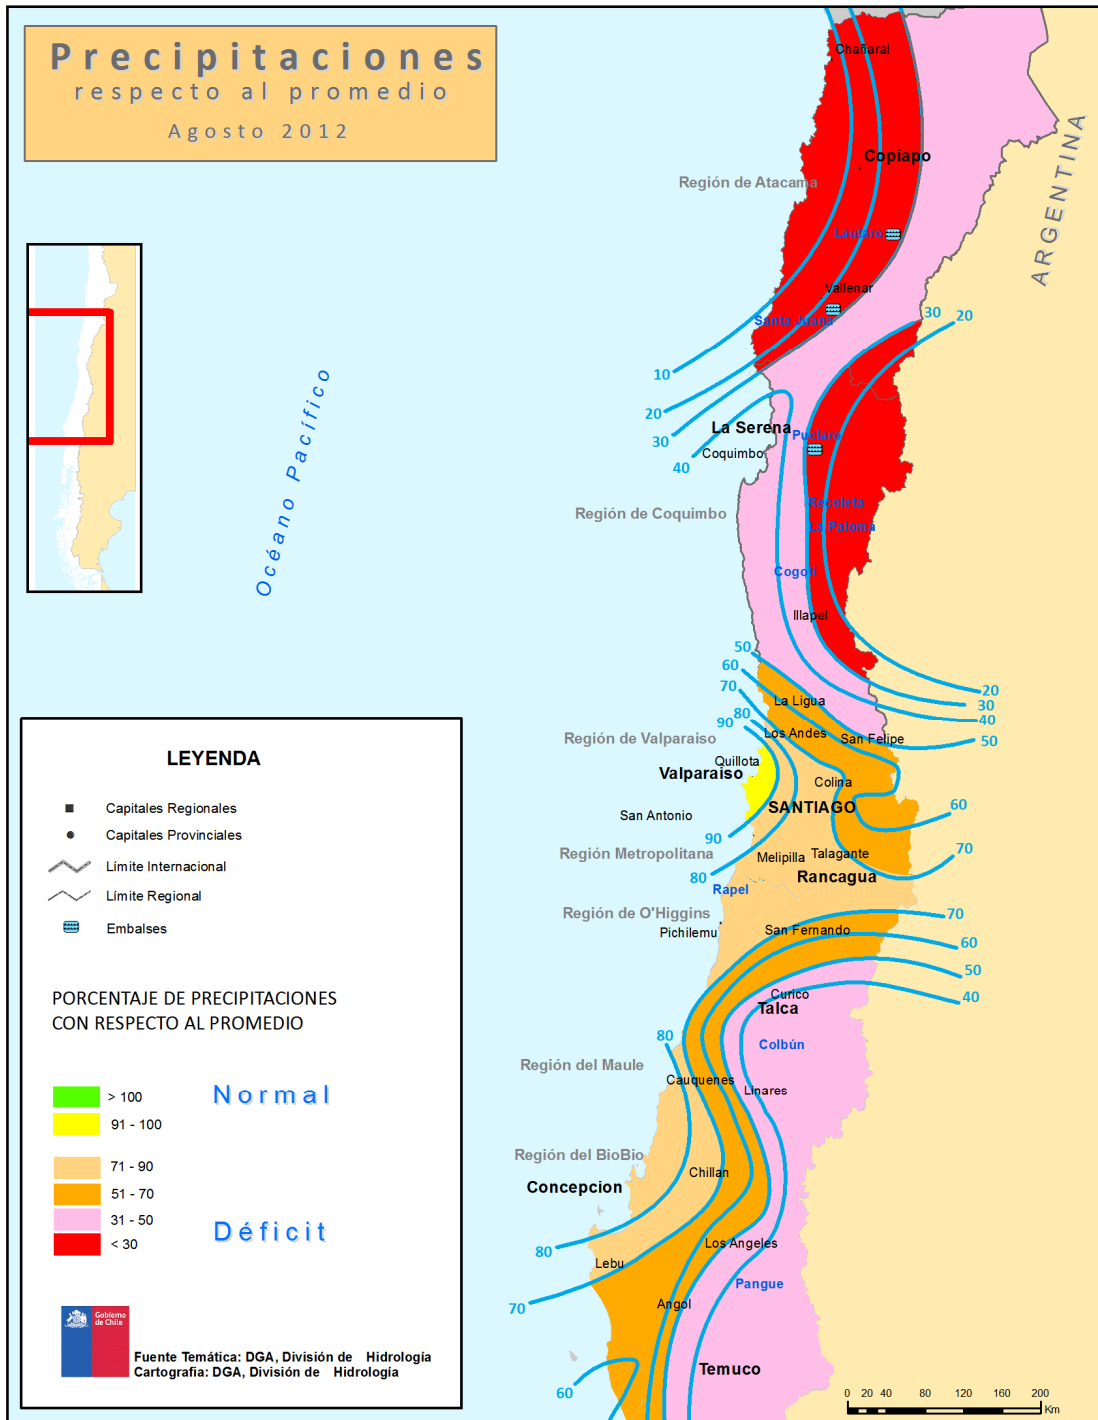 Precipitaciones
respecto al promedio
Agosto 2012
Chañaral
Copiapo
Región de Atacama
ARGENTINA
Lautaro
Vallenar
Santa Juana
30
20
10
20
30
40
La Serena
Puclaro
Coquimbo
Océano Pacífico
Región de Coquimbo
Recoleta
La Paloma
Cogotí
Illapel
50
60
70
80
90
20
30
40
50
La Ligua
Los Andes
San Felipe
Región de Valparaiso
Quillota
Valparaiso
Colina
SANTIAGO
60
San Antonio
90
70
Región Metropolitana
Melipilla
Talagante
80
Rancagua
Rapel
Región de O'Higgins
70
Pichilemu
San Fernando
60
50
Curico
40
Talca
80
Colbún
Región del Maule
Cauquenes
Linares
Región del BioBio
Chillan
Concepcion
80
Los Angeles
Lebu
Pangue
70
Angol
Temuco
60
0 20 40 80 120 160 200
Km
LEYENDA
Capitales Regionales
Capitales Provinciales
Límite Internacional
Límite Regional
Embalses
PORCENTAJE DE PRECIPITACIONES
CON RESPECTO AL PROMEDIO
> 100
Normal
91 - 100
71 - 90
51 - 70
31 - 50
Déficit
< 30
Gobierno
de Chile
Fuente Temática: DGA, División de Hidrología
Cartografia: DGA, División de Hidrología